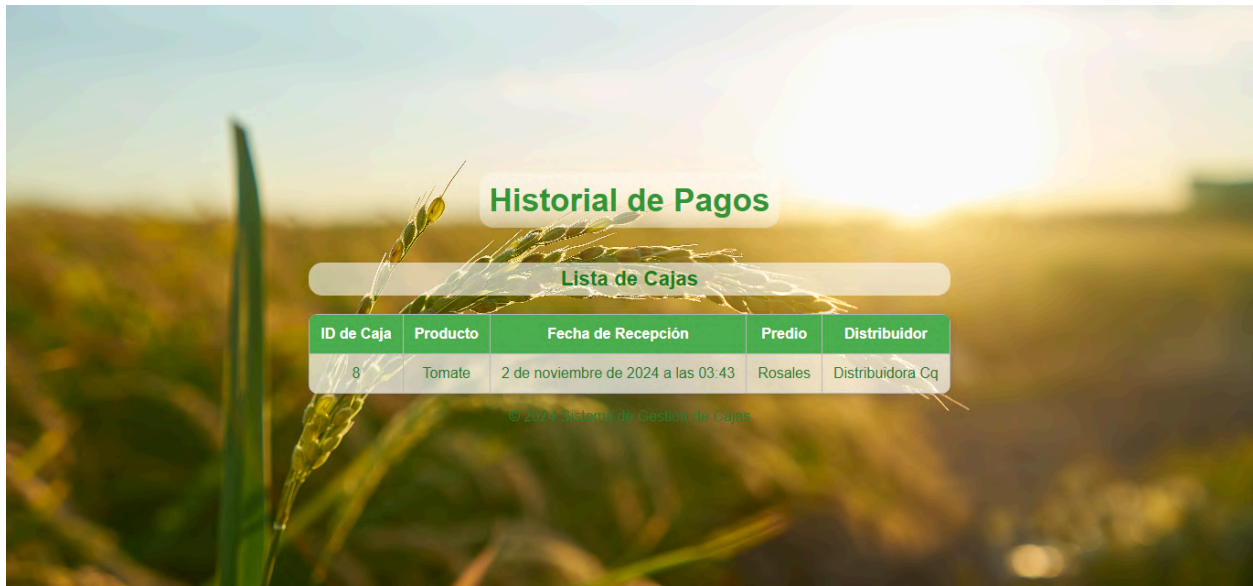 Historial de Pagos
Lista de Cajas
ID de Caja Producto Fecha de Recepción Predio Distribuidor
8 Tomate 2 de noviembre de 2024 a las 03:43 Rosales Distribuidora Cq
© 2024 Sistema de Gestión de Cajas